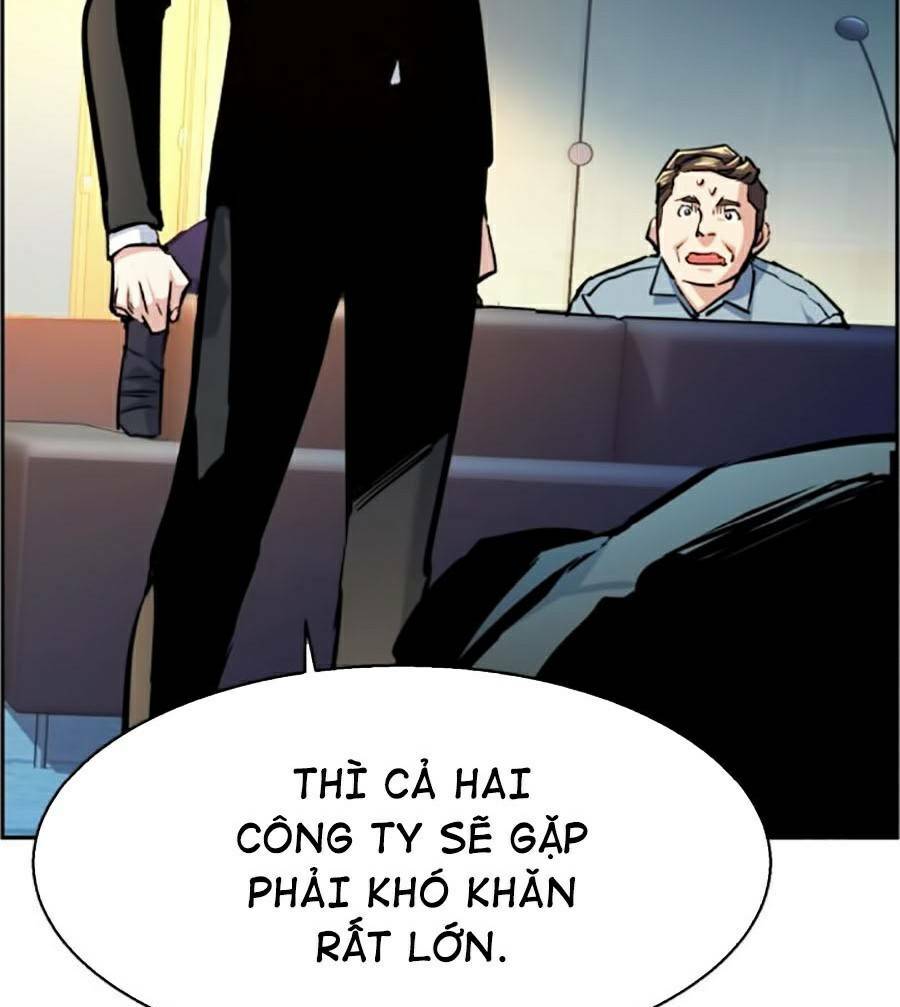 THÌ CẢ HAI
CÔNG TY SẼ GẶP
PHẢI KHÓ KHĂN
RẤT LỚN.